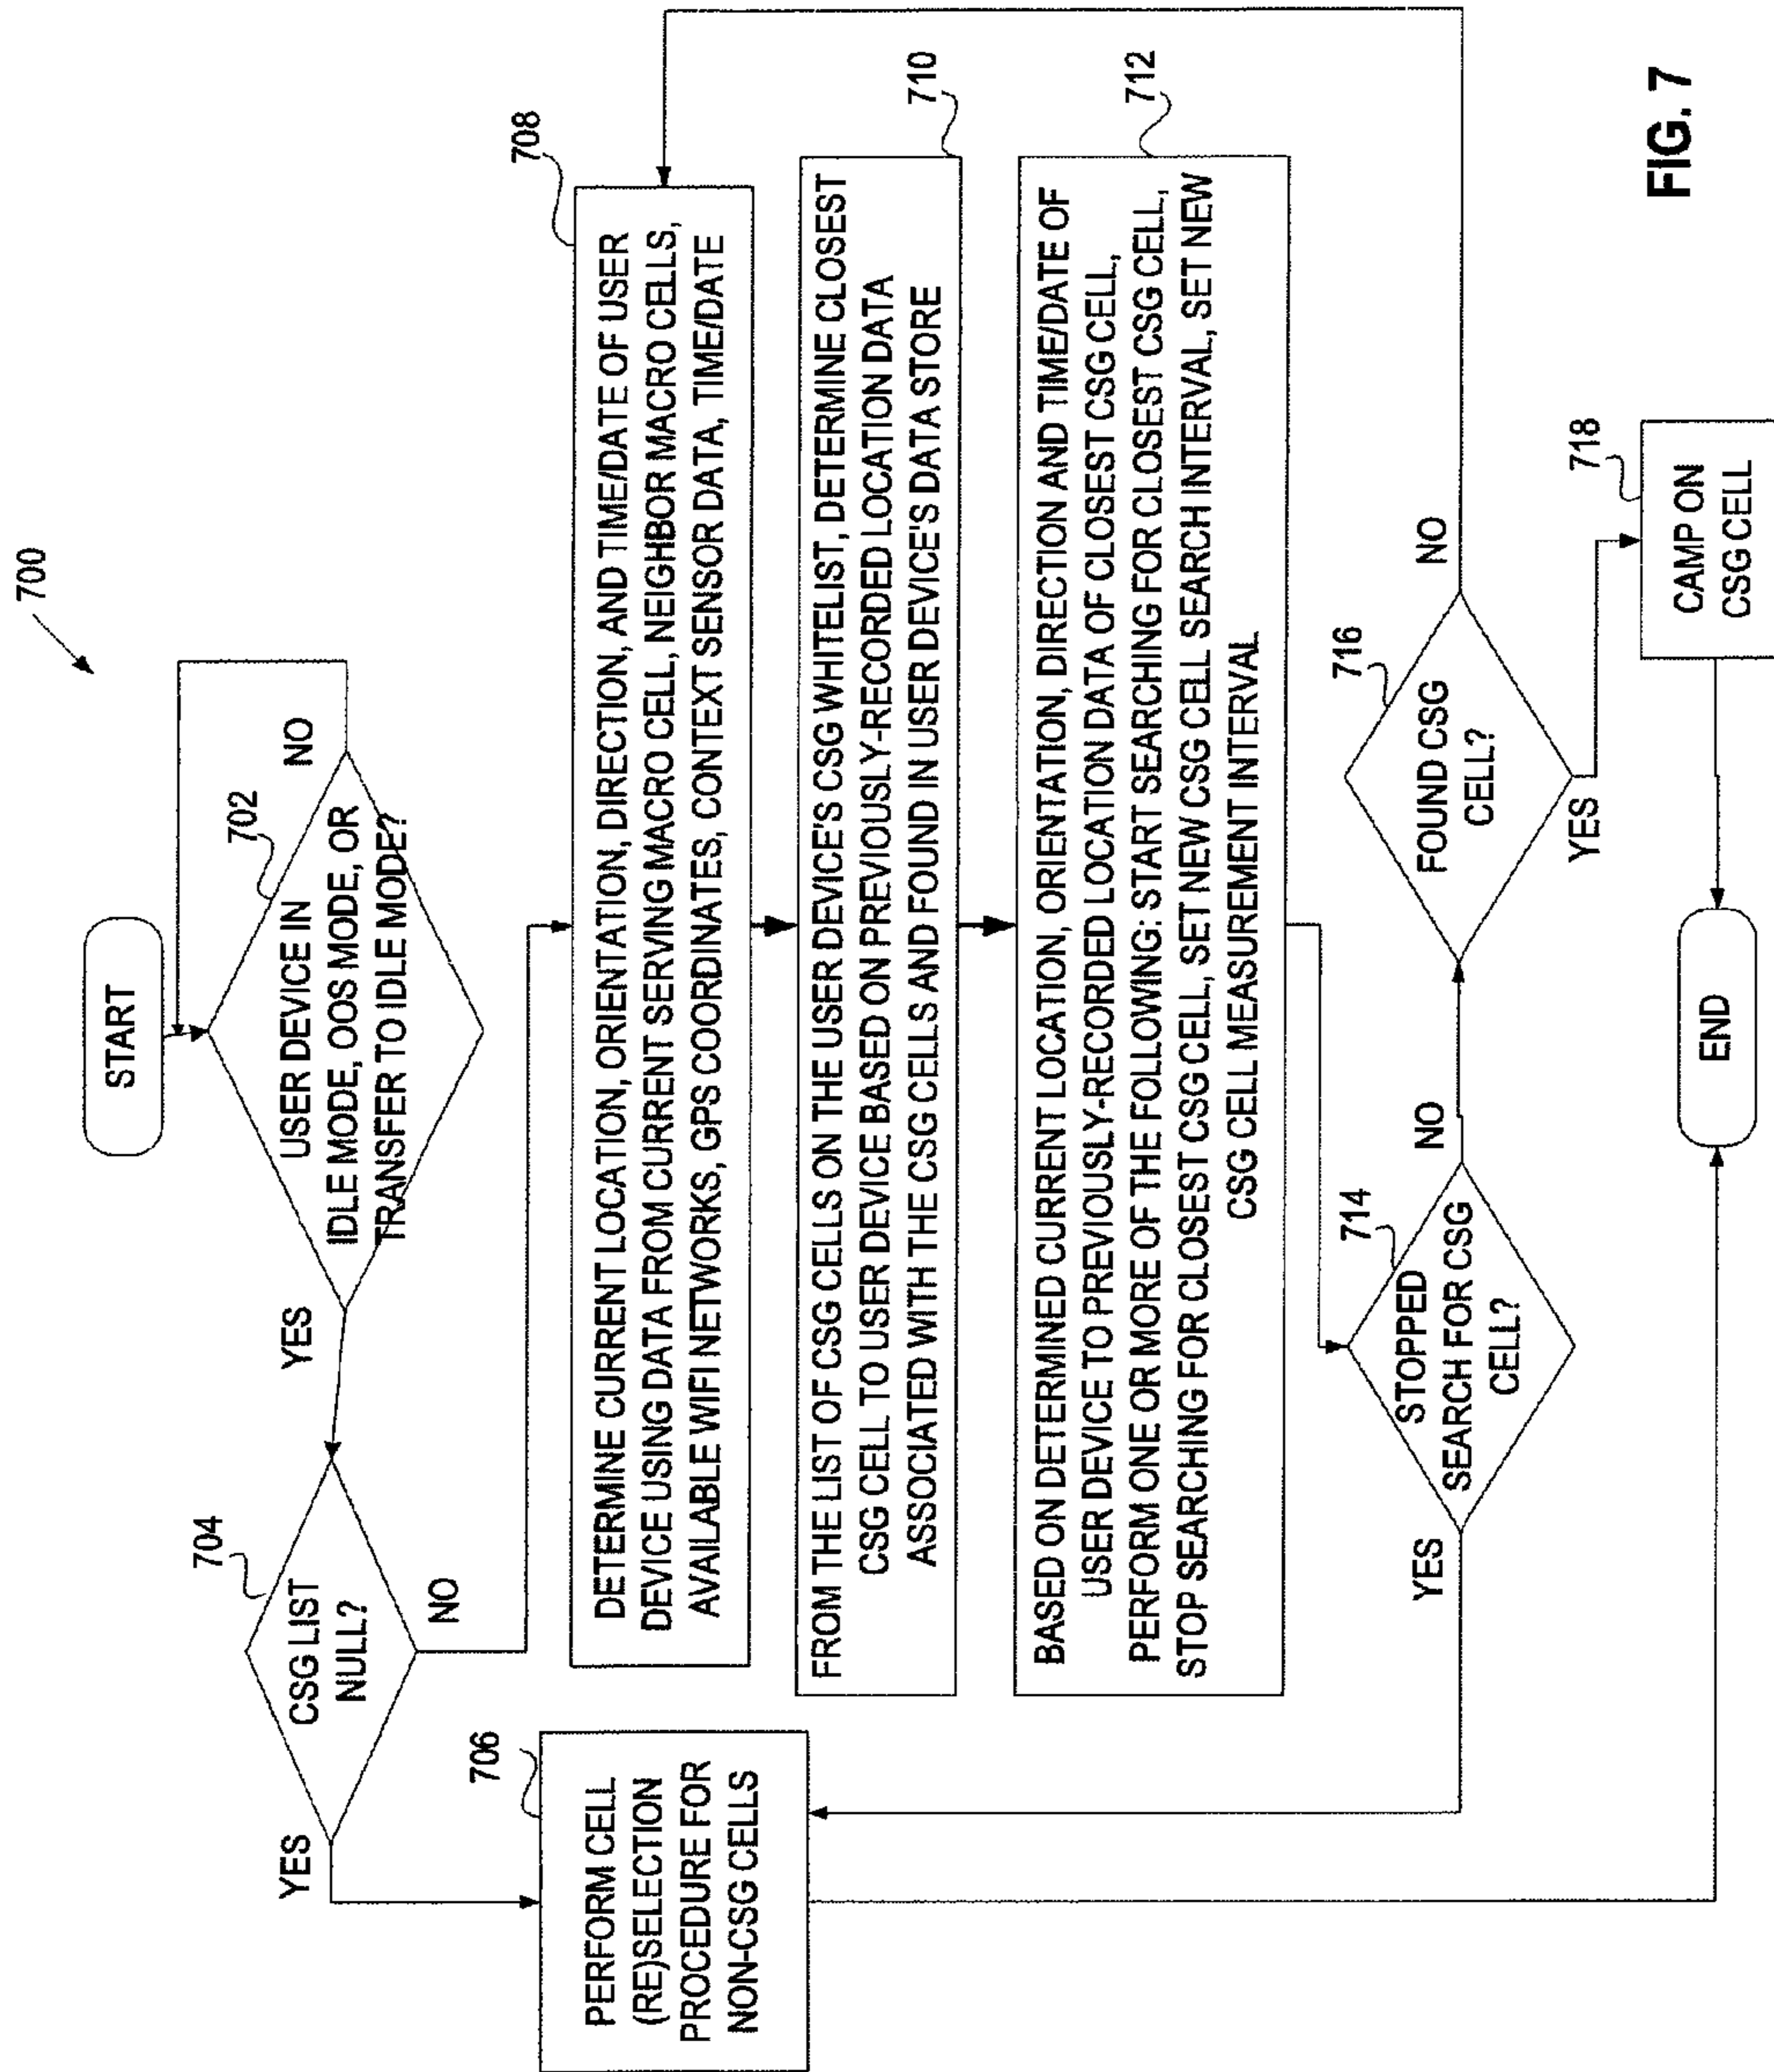 700
START
702
USER DEVICE IN
IDLE MODE, OOS MODE, OR
TRANSFER TO IDLE MODE?
NO
YES
704
CSG LIST
NULL?
YES
NO
706
PERFORM CELL
(RE)SELECTION
PROCEDURE FOR
NON-CSG CELLS
708
DETERMINE CURRENT LOCATION, ORIENTATION, DIRECTION, AND TIME/DATE OF USER
DEVICE USING DATA FROM CURRENT SERVING MACRO CELL, NEIGHBOR MACRO CELLS,
AVAILABLE WIFI NETWORKS, GPS COORDINATES, CONTEXT SENSOR DATA, TIME/DATE
710
FROM THE LIST OF CSG CELLS ON THE USER DEVICE'S CSG WHITELIST, DETERMINE CLOSEST
CSG CELL TO USER DEVICE BASED ON PREVIOUSLY-RECORDED LOCATION DATA
ASSOCIATED WITH THE CSG CELLS AND FOUND IN USER DEVICE'S DATA STORE
712
BASED ON DETERMINED CURRENT LOCATION, ORIENTATION, DIRECTION AND TIME/DATE OF
USER DEVICE TO PREVIOUSLY-RECORDED LOCATION DATA OF CLOSEST CSG CELL,
PERFORM ONE OR MORE OF THE FOLLOWING: START SEARCHING FOR CLOSEST CSG CELL,
STOP SEARCHING FOR CLOSEST CSG CELL, SET NEW CSG CELL SEARCH INTERVAL, SET NEW
CSG CELL MEASUREMENT INTERVAL
714
STOPPED
SEARCH FOR CSG
CELL?
YES
NO
716
FOUND CSG
CELL?
YES
NO
718
CAMP ON
CSG CELL
END
FIG. 7